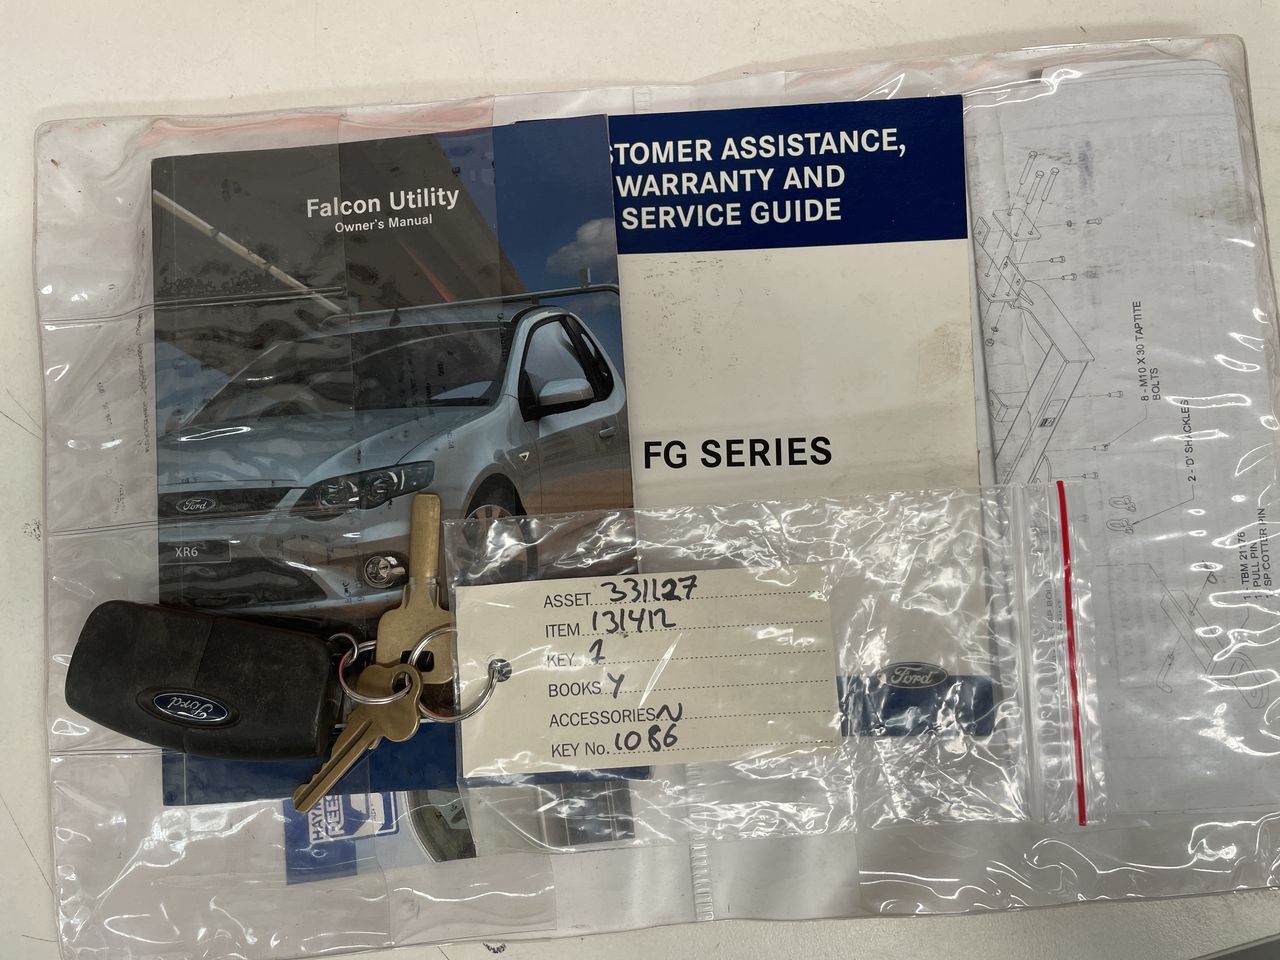 Falcon Utility
Owner's Manual
Ford
XR6
STOMER ASSISTANCE,
WARRANTY AND
SERVICE GUIDE
FG SERIES
8 - M10 X 30 TAPTITE
BOLTS
2 - 'D' SHACKLES
Ford
ASSET 331127
ITEM 131412
KEY 1
BOOKS Y
ACCESSORIES N
KEY No. 1086
Ford